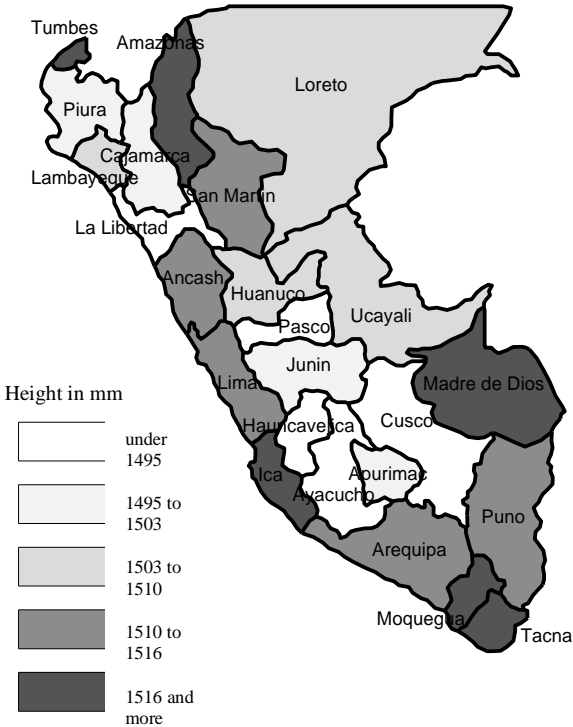 Tumbes
Amazonas
Loreto
Piura
Cajamarca
Lambayeque
San Martin
La Libertad
Ancash
Huanuco
Ucayali
Pasco
Junin
Lima
Madre de Dios
Hauncavelica
Cusco
Ica
Apurimac
Ayacucho
Puno
Arequipa
Moquegua
Tacna
Height in mm
under
1495
1495 to
1503
1503 to
1510
1510 to
1516
1516 and
more